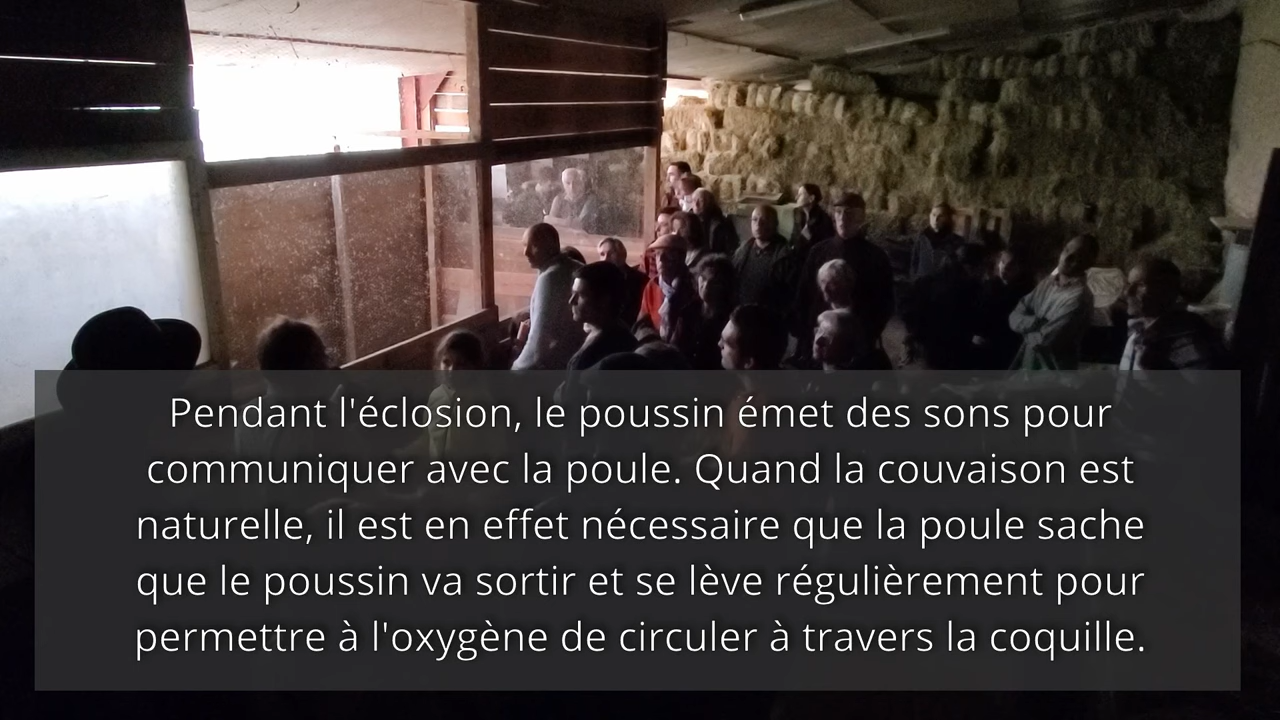 Pendant l'éclosion, le poussin émet des sons pour
communiquer avec la poule. Quand la couvaison est
naturelle, il est en effet nécessaire que la poule sache
que le poussin va sortir et se lève régulièrement pour
permettre à l'oxygène de circuler à travers la coquille.